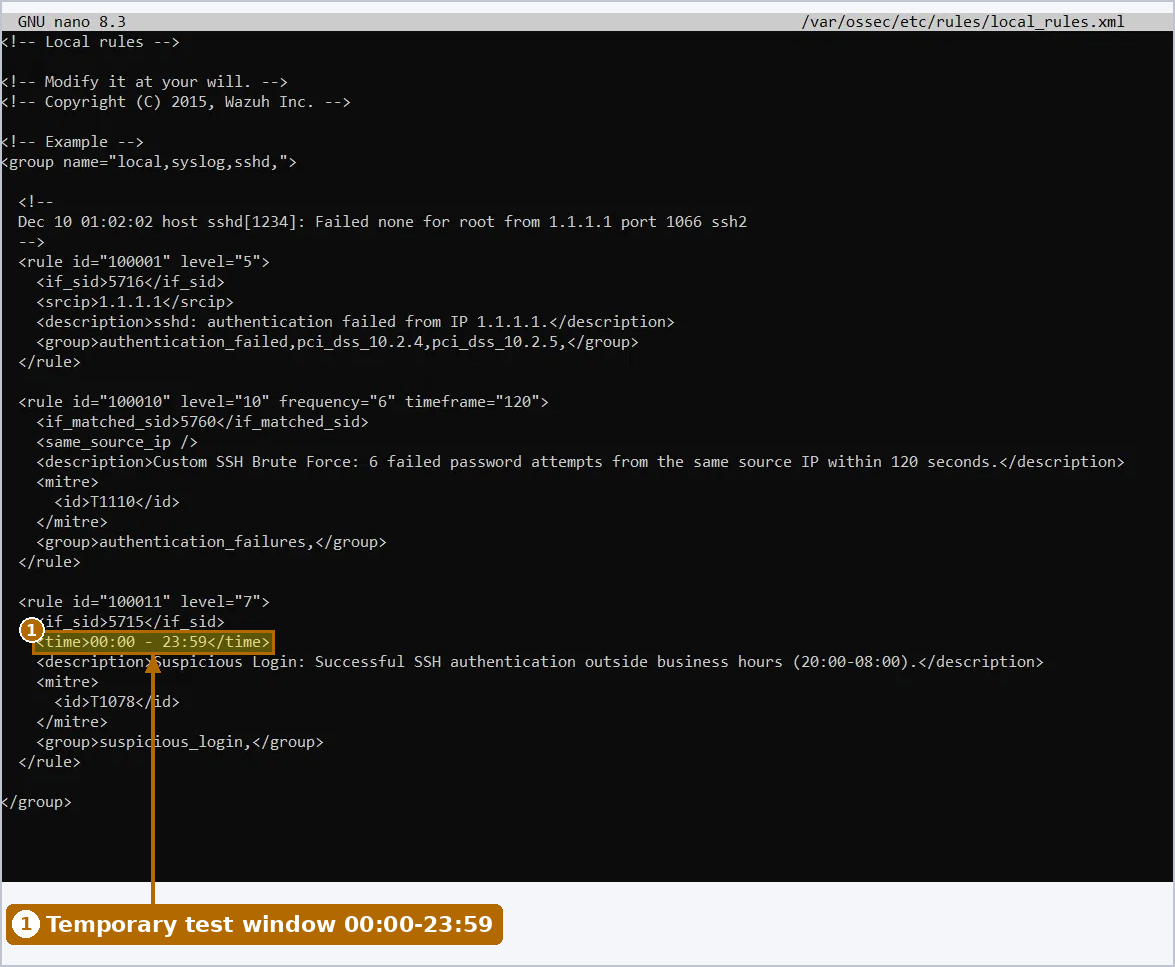 GNU nano 8.3 /var/ossec/etc/rules/local_rules.xml
<!-- Local rules -->
<!-- Modify it at your will. -->
<!-- Copyright (C) 2015, Wazuh Inc. -->
<!-- Example -->
<group name="local,syslog,sshd,">
<!--
Dec 10 01:02:02 host sshd[1234]: Failed none for root from 1.1.1.1 port 1066 ssh2
-->
<rule id="100001" level="5">
<if_sid>5716</if_sid>
<srcip>1.1.1.1</srcip>
<description>sshd: authentication failed from IP 1.1.1.1.</description>
<group>authentication_failed,pci_dss_10.2.4,pci_dss_10.2.5,</group>
</rule>
<rule id="100010" level="10" frequency="6" timeframe="120">
<if_matched_sid>5760</if_matched_sid>
<same_source_ip />
<description>Custom SSH Brute Force: 6 failed password attempts from the same source IP within 120 seconds.</description>
<mitre>
<id>T1110</id>
</mitre>
<group>authentication_failures,</group>
</rule>
<rule id="100011" level="7">
<if_sid>5715</if_sid>
1
<time>00:00 - 23:59</time>
<description>Suspicious Login: Successful SSH authentication outside business hours (20:00-08:00).</description>
<mitre>
<id>T1078</id>
</mitre>
<group>suspicious_login,</group>
</rule>
</group>
1 Temporary test window 00:00-23:59